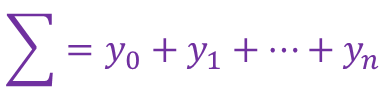 ∑ = y₀ + y₁ + ⋯ + yₙ